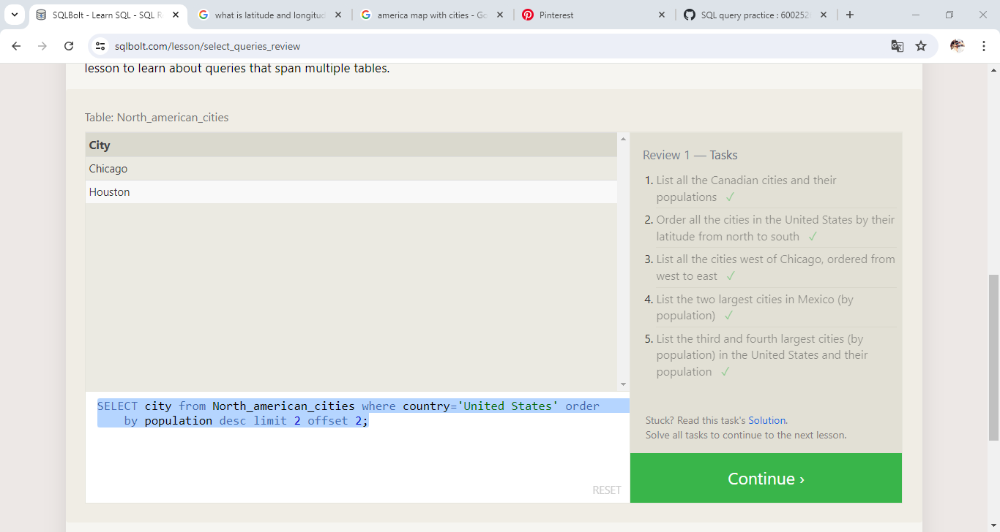 SQLBolt - Learn SQL - SQL R
what is latitude and longitud
america map with cities - Go
Pinterest
SQL query practice : 600252
sqlbolt.com/lesson/select_queries_review
lesson to learn about queries that span multiple tables.
Table: North_american_cities
City
Chicago
Houston
SELECT city from North_american_cities where country='United States' order
by population desc limit 2 offset 2;
RESET
Review 1 — Tasks
1. List all the Canadian cities and their
populations ✓
2. Order all the cities in the United States by their
latitude from north to south ✓
3. List all the cities west of Chicago, ordered from
west to east ✓
4. List the two largest cities in Mexico (by
population) ✓
5. List the third and fourth largest cities (by
population) in the United States and their
population ✓
Stuck? Read this task's Solution.
Solve all tasks to continue to the next lesson.
Continue ›